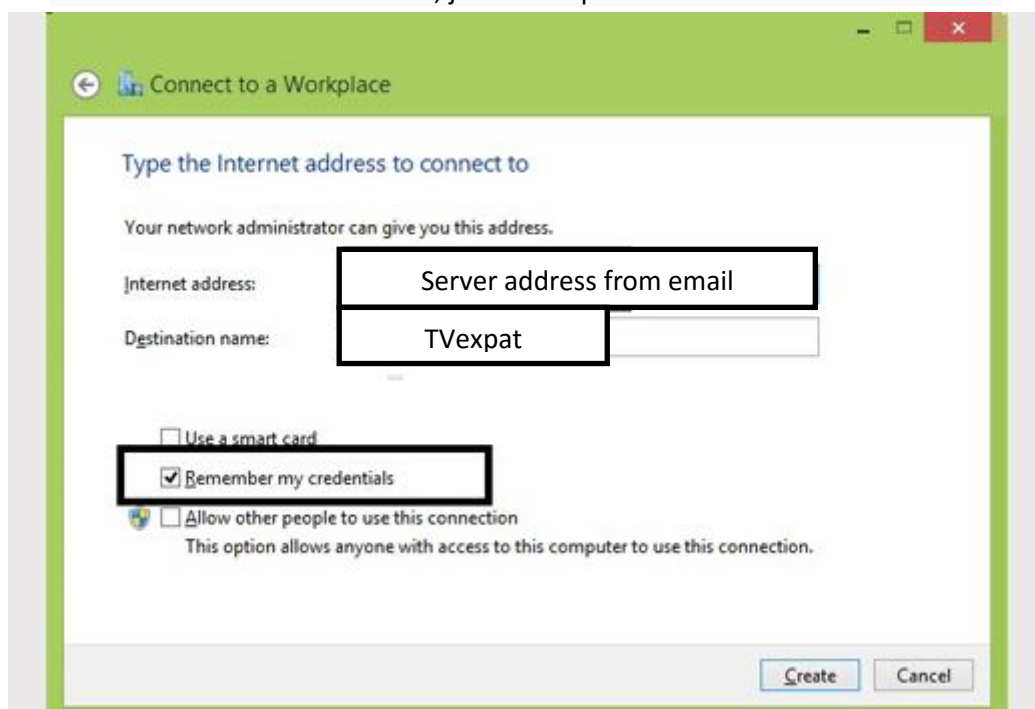 Connect to a Workplace
Type the Internet address to connect to
Your network administrator can give you this address.
Internet address:
Server address from email
Destination name:
TVexpat
Use a smart card
Remember my credentials
Allow other people to use this connection
This option allows anyone with access to this computer to use this connection.
Create Cancel